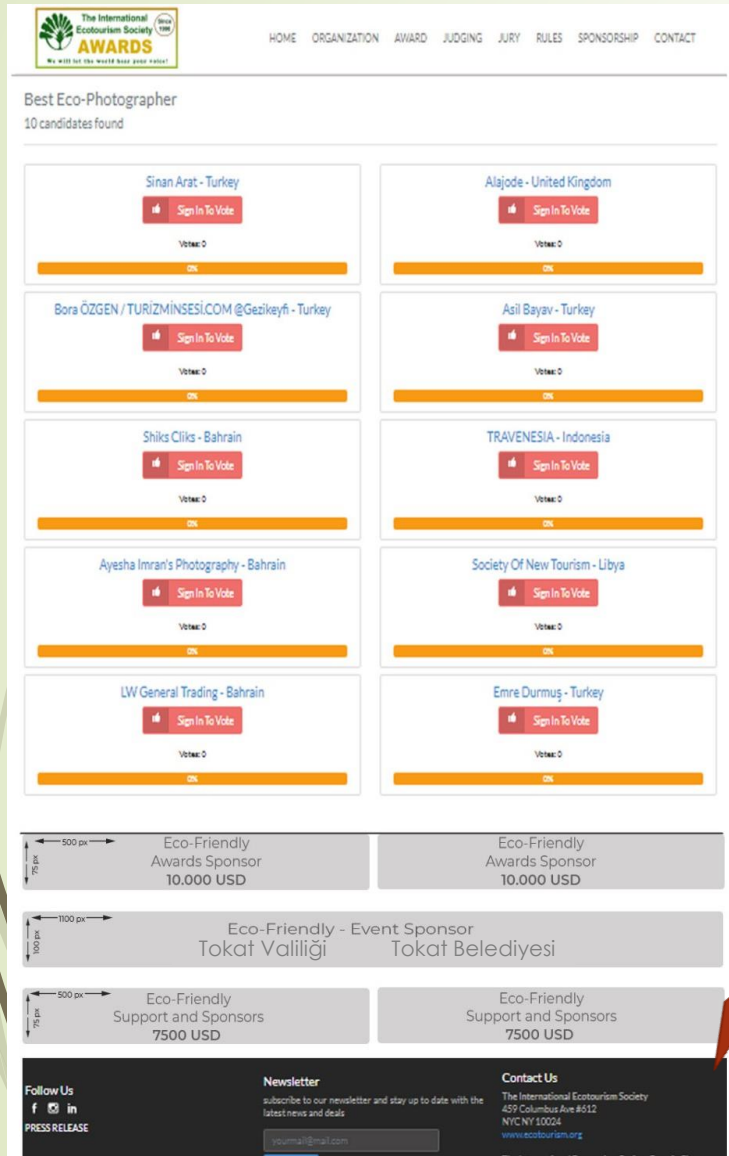 The International
Ecotourism Society
Since
1990
AWARDS
We will let the world hear your voice!
HOME ORGANIZATION AWARD JUDGING JURY RULES SPONSORSHIP CONTACT
Best Eco-Photographer
10 candidates found
Sinan Arat - Turkey
Sign In To Vote
Votes: 0
0%
Alajode - United Kingdom
Sign In To Vote
Votes: 0
0%
Bora ÖZGEN / TURİZMİNSESİ.COM @Gezikeyfi - Turkey
Sign In To Vote
Votes: 0
0%
Asil Bayav - Turkey
Sign In To Vote
Votes: 0
0%
Shiks Cliks - Bahrain
Sign In To Vote
Votes: 0
0%
TRAVENESIA - Indonesia
Sign In To Vote
Votes: 0
0%
Ayesha Imran's Photography - Bahrain
Sign In To Vote
Votes: 0
0%
Society Of New Tourism - Libya
Sign In To Vote
Votes: 0
0%
LW General Trading - Bahrain
Sign In To Vote
Votes: 0
0%
Emre Durmuş - Turkey
Sign In To Vote
Votes: 0
0%
500 px
75 px
Eco-Friendly
Awards Sponsor
10.000 USD
Eco-Friendly
Awards Sponsor
10.000 USD
1100 px
100 px
Eco-Friendly - Event Sponsor
Tokat Valiliği Tokat Belediyesi
500 px
75 px
Eco-Friendly
Support and Sponsors
7500 USD
Eco-Friendly
Support and Sponsors
7500 USD
Follow Us
f in
PRESS RELEASE
Newsletter
subscribe to our newsletter and stay up to date with the
latest news and deals
yourmail@mail.com
Contact Us
The International Ecotourism Society
459 Columbus Ave #612
NYC NY 10024
www.ecotourism.org